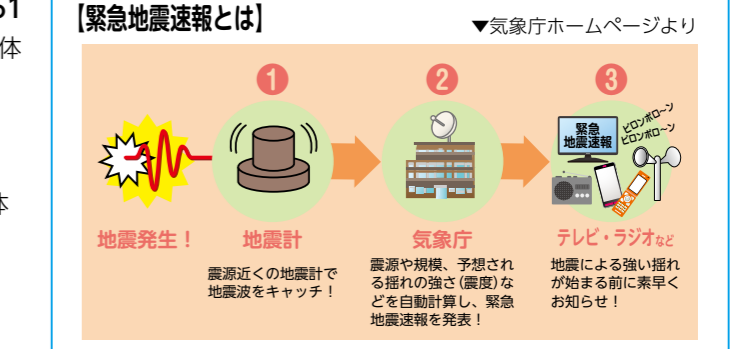 51
体
体
【緊急地震速報とは】
▼気象庁ホームページより
❶
❷
❸
緊急
地震速報
ピロンポロ〜ン
ピロンポロ〜ン
地震発生！
地震計
気象庁
テレビ・ラジオなど
震源近くの地震計で
地震波をキャッチ！
震源や規模、予想され
る揺れの強さ（震度）な
どを自動計算し、緊急
地震速報を発表！
地震による強い揺れ
が始まる前に素早く
お知らせ！